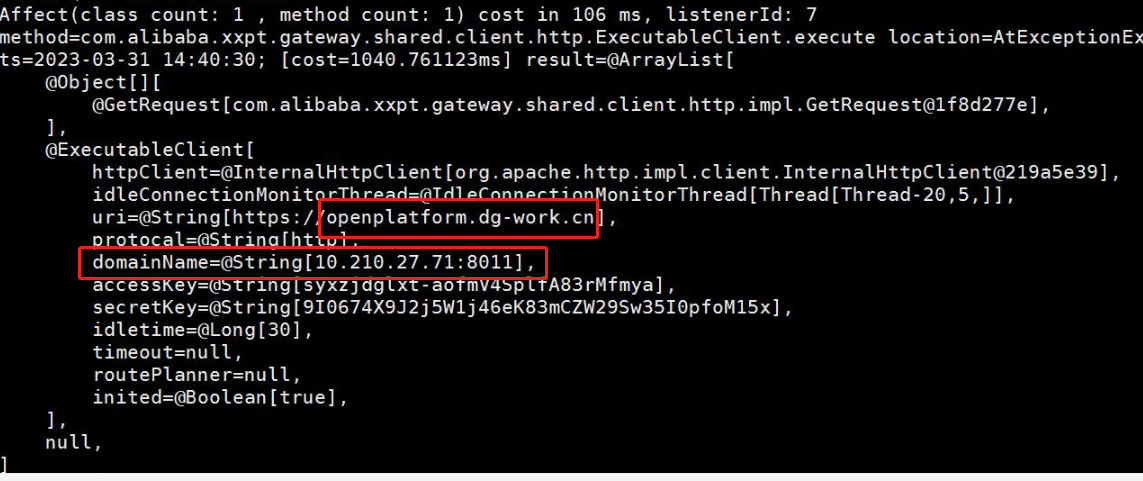 Affect(class count: 1 , method count: 1) cost in 106 ms, listenerId: 7
method=com.alibaba.xxpt.gateway.shared.client.http.ExecutableClient.execute location=AtExceptionEx
ts=2023-03-31 14:40:30; [cost=1040.761123ms] result=@ArrayList[
@Object[][
@GetRequest[com.alibaba.xxpt.gateway.shared.client.http.impl.GetRequest@1f8d277e],
],
@ExecutableClient[
httpClient=@InternalHttpClient[org.apache.http.impl.client.InternalHttpClient@219a5e39],
idleConnectionMonitorThread=@IdleConnectionMonitorThread[Thread[Thread-20,5,]],
uri=@String[https://openplatform.dg-work.cn],
protocal=@String[http],
domainName=@String[10.210.27.71:8011],
accessKey=@String[syxzjdglxt-aofmV4SplfA83rMfmya],
secretKey=@String[9I0674X9J2j5W1j46eK83mCZW29Sw35I0pfoM15x],
idletime=@Long[30],
timeout=null,
routePlanner=null,
inited=@Boolean[true],
],
null,
]